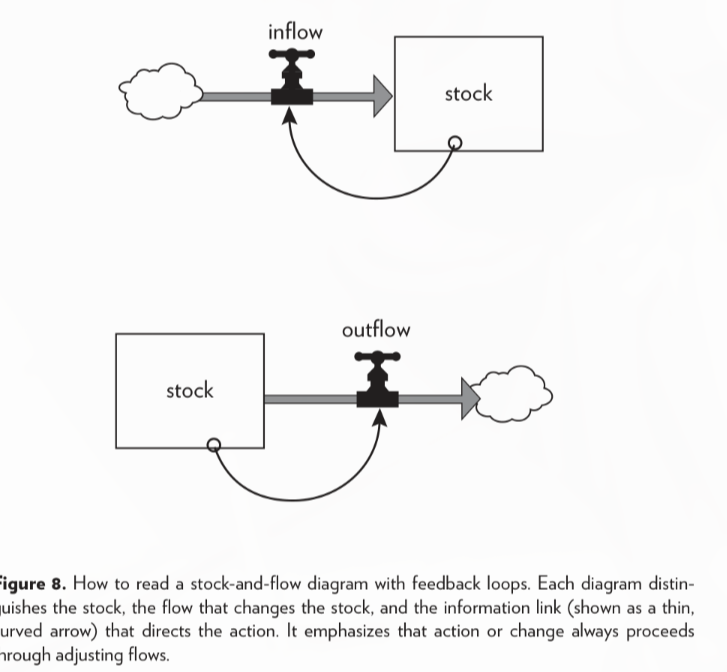 inflow
stock
outflow
stock
Figure 8. How to read a stock-and-flow diagram with feedback loops. Each diagram distin-
guishes the stock, the flow that changes the stock, and the information link (shown as a thin,
curved arrow) that directs the action. It emphasizes that action or change always proceeds
through adjusting flows.